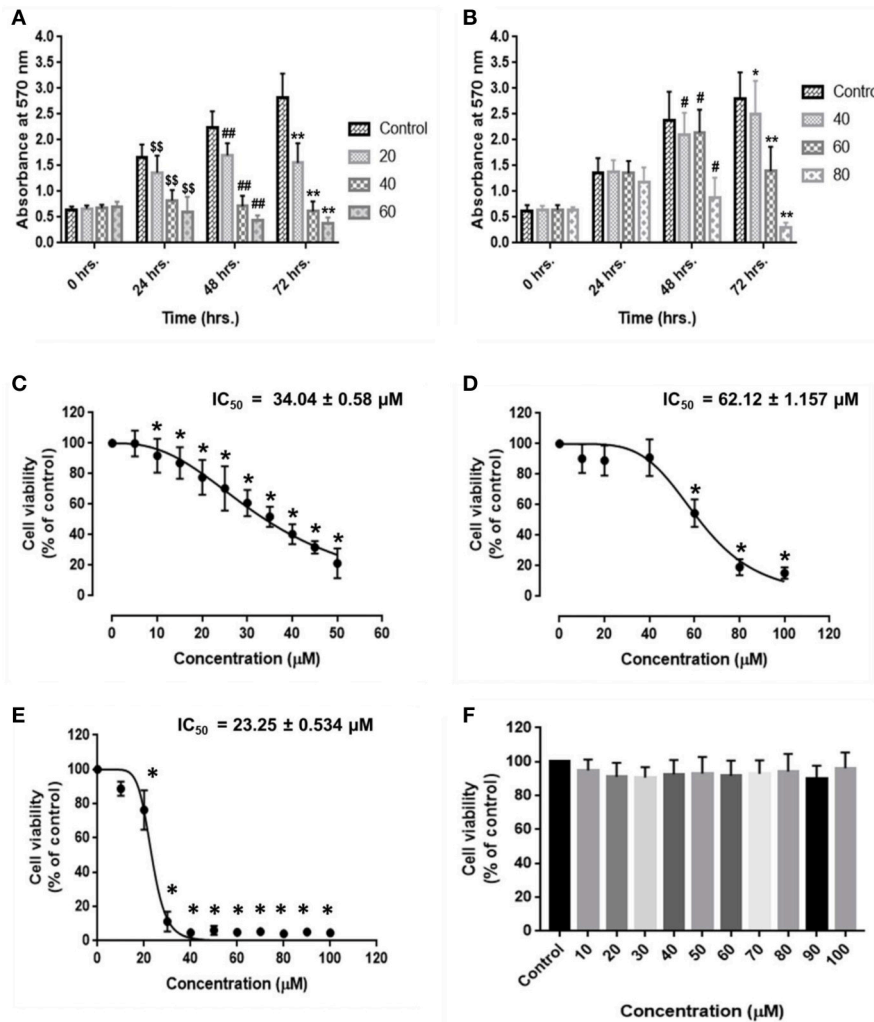 A
Absorbance at 570 nm
4.0
3.5
3.0
2.5
2.0
1.5
1.0
0.5
0.0
$$
$$
$$
##
##
##
**
**
**
0 hrs.
24 hrs.
48 hrs.
72 hrs.
Time (hrs.)
Control
20
40
60
B
Absorbance at 570 nm
4.0
3.5
3.0
2.5
2.0
1.5
1.0
0.5
0.0
#
#
#
*
**
**
0 hrs.
24 hrs.
48 hrs.
72 hrs.
Time (hrs.)
Contro
40
60
80
C
IC50 = 34.04 ± 0.58 µM
Cell viability
(% of control)
120
100
80
60
40
20
0
* * * * * * * * *
0 10 20 30 40 50 60
Concentration (µM)
D
IC50 = 62.12 ± 1.157 µM
Cell viability
(% of control)
120
100
80
60
40
20
0
* * *
0 20 40 60 80 100 120
Concentration (µM)
E
IC50 = 23.25 ± 0.534 µM
Cell viability
(% of control)
120
100
80
60
40
20
0
* * * * * * * * *
0 20 40 60 80 100 120
Concentration (µM)
F
Cell viability
(% of control)
120
100
80
60
40
20
0
Control 10 20 30 40 50 60 70 80 90 100
Concentration (µM)